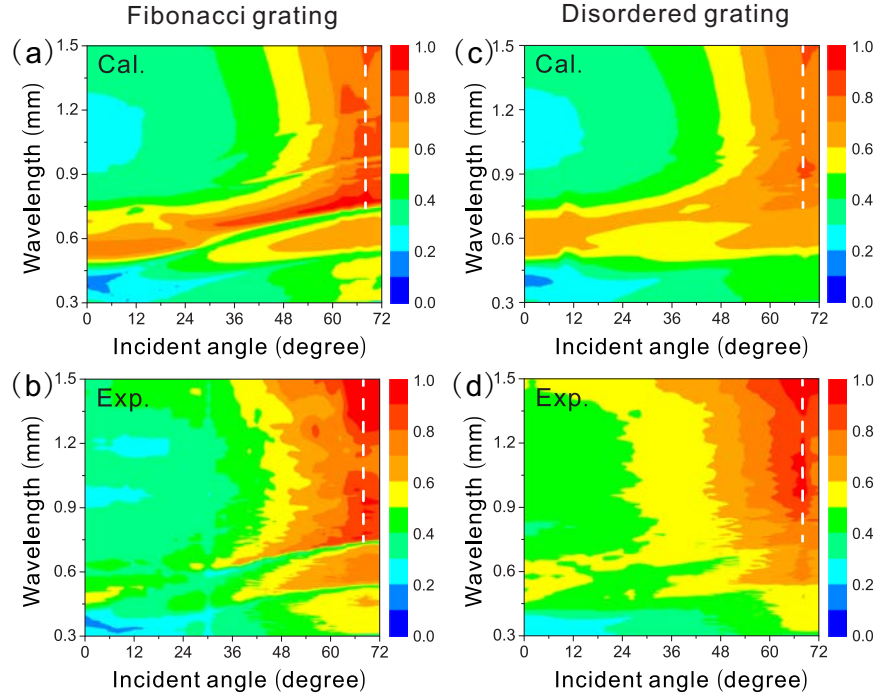 Fibonacci grating
Disordered grating
(a)
Cal.
Wavelength (mm)
1.5
1.2
0.9
0.6
0.3
0 12 24 36 48 60 72
Incident angle (degree)
1.0
0.8
0.6
0.4
0.2
0.0
(c)
Cal.
Wavelength (mm)
1.5
1.2
0.9
0.6
0.3
0 12 24 36 48 60 72
Incident angle (degree)
1.0
0.8
0.6
0.4
0.2
0.0
(b)
Exp.
Wavelength (mm)
1.5
1.2
0.9
0.6
0.3
0 12 24 36 48 60 72
Incident angle (degree)
1.0
0.8
0.6
0.4
0.2
0.0
(d)
Exp.
Wavelength (mm)
1.5
1.2
0.9
0.6
0.3
0 12 24 36 48 60 72
Incident angle (degree)
1.0
0.8
0.6
0.4
0.2
0.0